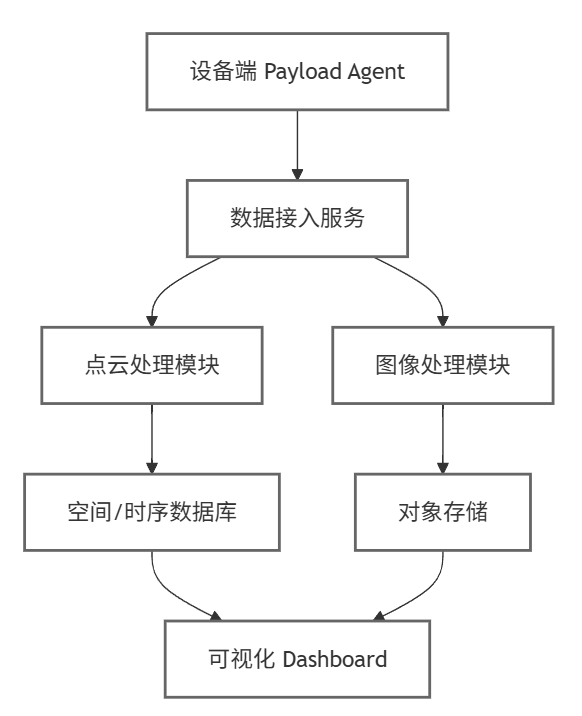 设备端 Payload Agent
数据接入服务
点云处理模块
图像处理模块
空间/时序数据库
对象存储
可视化 Dashboard